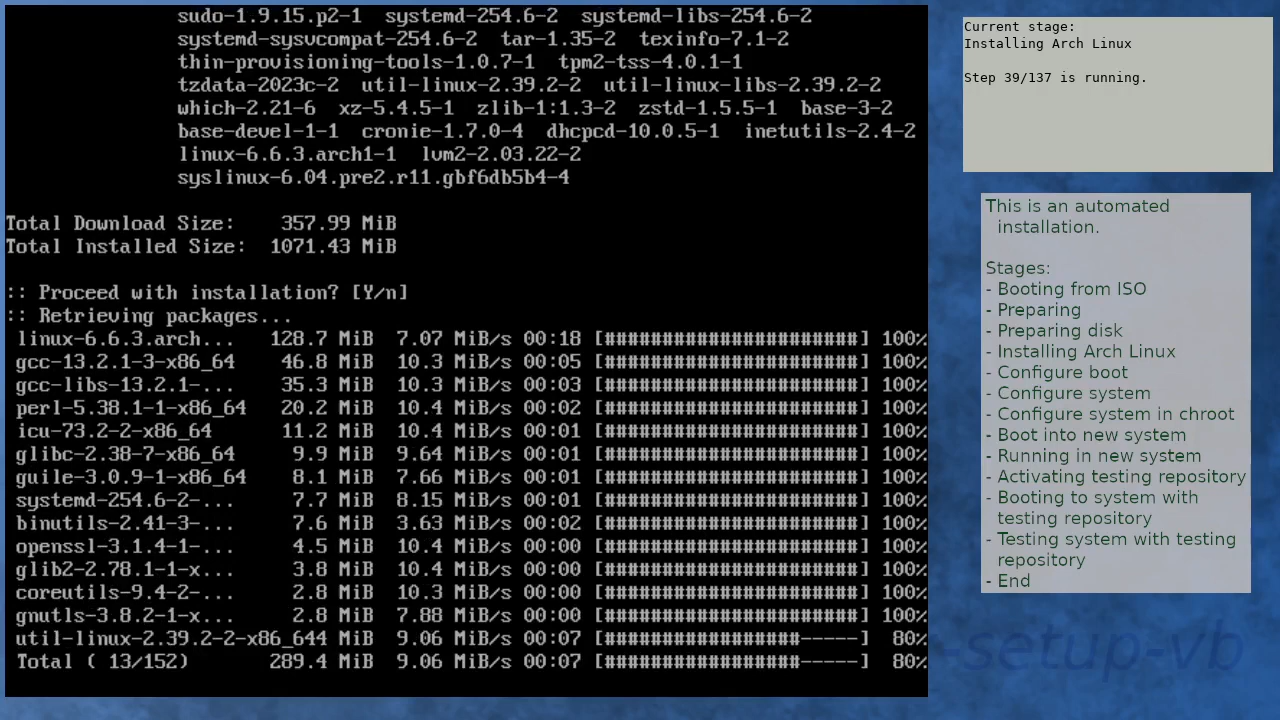 sudo-1.9.15.p2-1  systemd-254.6-2  systemd-libs-254.6-2
systemd-sysvcompat-254.6-2  tar-1.35-2  texinfo-7.1-2
thin-provisioning-tools-1.0.7-1  tpm2-tss-4.0.1-1
tzdata-2023c-2  util-linux-2.39.2-2  util-linux-libs-2.39.2-2
which-2.21-6  xz-5.4.5-1  zlib-1:1.3-2  zstd-1.5.5-1  base-3-2
base-devel-1-1  cronie-1.7.0-4  dhcpcd-10.0.5-1  inetutils-2.4-2
linux-6.6.3.arch1-1  lvm2-2.03.22-2
syslinux-6.04.pre2.r11.gbf6db5b4-4
Total Download Size:    357.99 MiB
Total Installed Size:  1071.43 MiB
:: Proceed with installation? [Y/n]
:: Retrieving packages...
linux-6.6.3.arch...   128.7 MiB  7.07 MiB/s 00:18 [######################] 100%
gcc-13.2.1-3-x86_64    46.8 MiB  10.3 MiB/s 00:05 [######################] 100%
gcc-libs-13.2.1-...    35.3 MiB  10.3 MiB/s 00:03 [######################] 100%
perl-5.38.1-1-x86_64   20.2 MiB  10.4 MiB/s 00:02 [######################] 100%
icu-73.2-2-x86_64      11.2 MiB  10.4 MiB/s 00:01 [######################] 100%
glibc-2.38-7-x86_64     9.9 MiB  9.64 MiB/s 00:01 [######################] 100%
guile-3.0.9-1-x86_64    8.1 MiB  7.66 MiB/s 00:01 [######################] 100%
systemd-254.6-2-...     7.7 MiB  8.15 MiB/s 00:01 [######################] 100%
binutils-2.41-3-...     7.6 MiB  3.63 MiB/s 00:02 [######################] 100%
openssl-3.1.4-1-...     4.5 MiB  10.4 MiB/s 00:00 [######################] 100%
glib2-2.78.1-1-x...     3.8 MiB  10.4 MiB/s 00:00 [######################] 100%
coreutils-9.4-2-...     2.8 MiB  10.3 MiB/s 00:00 [######################] 100%
gnutls-3.8.2-1-x...     2.8 MiB  7.88 MiB/s 00:00 [######################] 100%
util-linux-2.39.2-2-x86_644 MiB  9.06 MiB/s 00:07 [#################-----]  80%
Total ( 13/152)       289.4 MiB  9.06 MiB/s 00:07 [#################-----]  80%
Current stage:
Installing Arch Linux
Step 39/137 is running.
This is an automated
installation.
Stages:
- Booting from ISO
- Preparing
- Preparing disk
- Installing Arch Linux
- Configure boot
- Configure system
- Configure system in chroot
- Boot into new system
- Running in new system
- Activating testing repository
- Booting to system with
testing repository
- Testing system with testing
repository
- End
-setup-vb